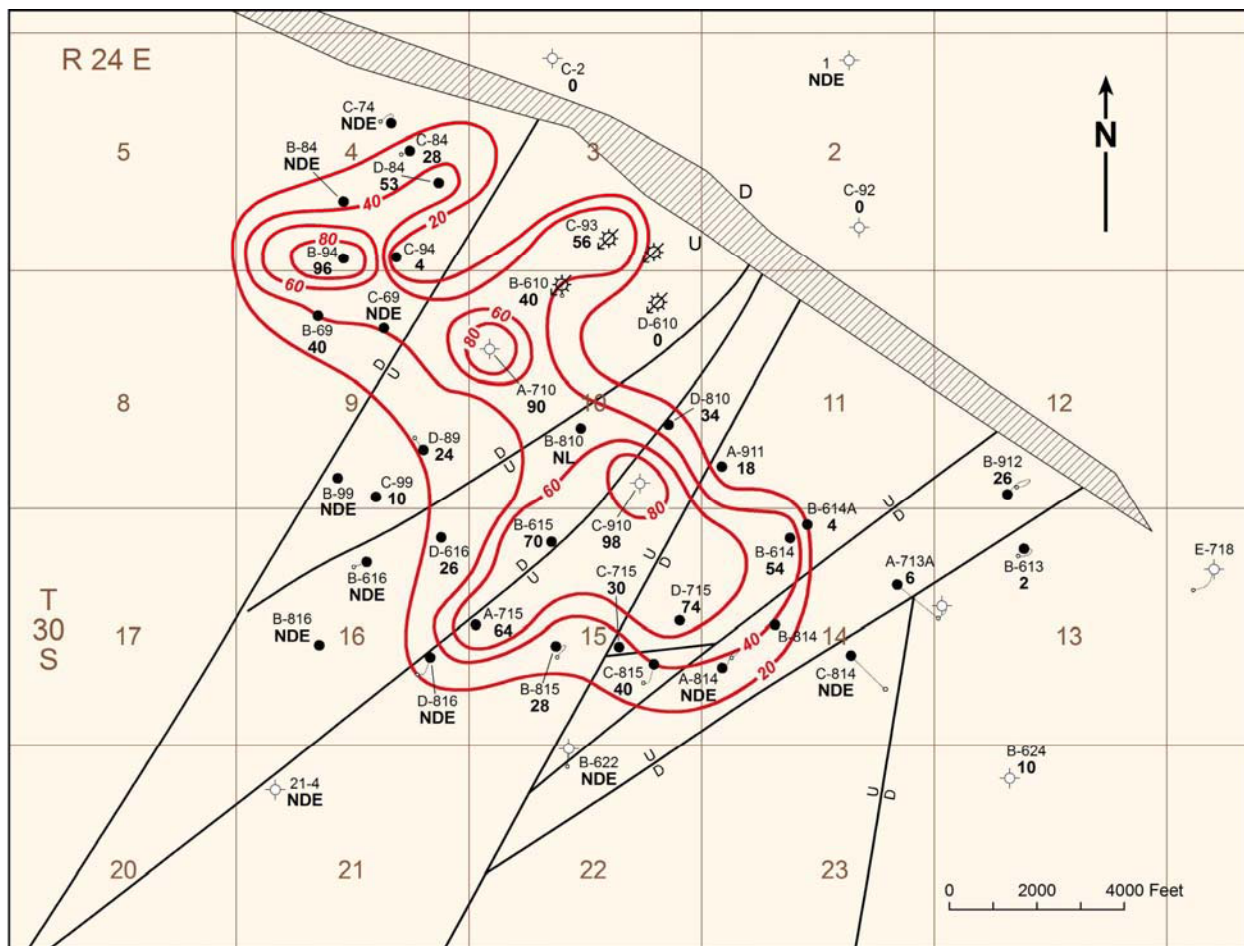 R 24 E
C-2
0
1
NDE
C-74
NDE
5
4
3
2
B-84
NDE
C-84
28
D-84
53
40
20
D
U
C-92
0
N
C-93
56
80
B-94
96
C-94
4
60
B-610
40
D-610
0
C-69
NDE
B-69
40
D
U
60
80
A-710
90
8
9
10
11
12
D-810
34
B-810
NL
D-89
24
D
U
A-911
18
B-912
26
B-99
NDE
C-99
10
60
80
C-910
98
U
D
B-614A
4
B-615
70
D-616
26
B-614
54
U
D
B-616
NDE
D
U
C-715
30
A-713A
6
B-613
2
E-718
T
30
S
17
16
15
14
13
B-816
NDE
A-715
64
D-715
74
B-814
40
20
D-816
NDE
B-815
28
C-815
40
A-814
NDE
C-814
NDE
B-622
NDE
U
D
B-624
10
21-4
NDE
U
D
20
21
22
23
0 2000 4000 Feet